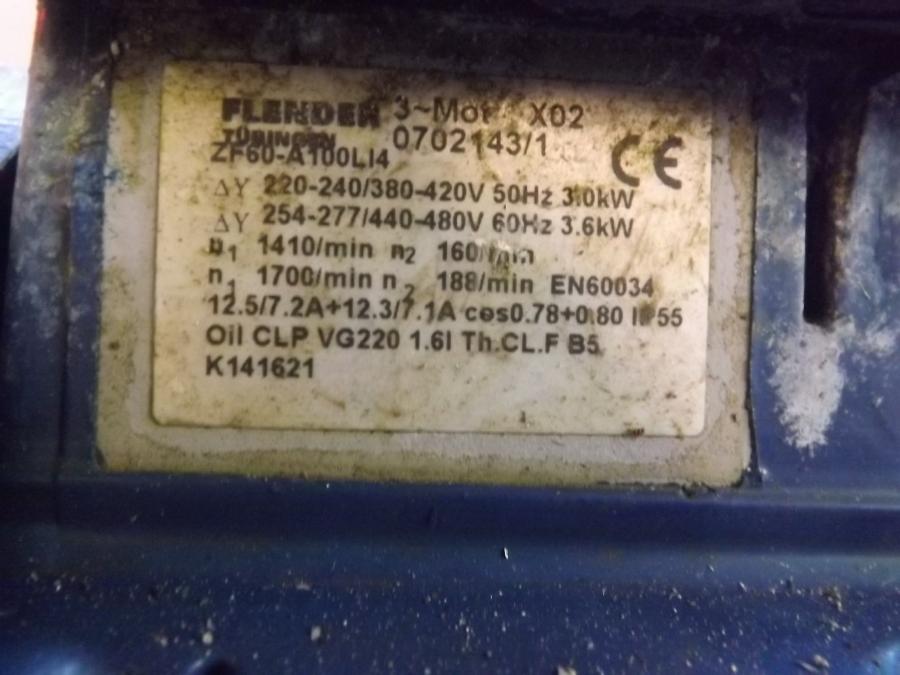 FLENDER 3~Mot X02
TÜBINGEN 0702143/1
ZF60-A100LI4
CE
ΔY 220-240/380-420V 50Hz 3.0kW
ΔY 254-277/440-480V 60Hz 3.6kW
n₁ 1410/min n₂ 160/min
n₁ 1700/min n₂ 188/min EN60034
12.5/7.2A+12.3/7.1A cos0.78+0.80 IP55
Oil CLP VG220 1.6l Th.CL.F B5
K141621